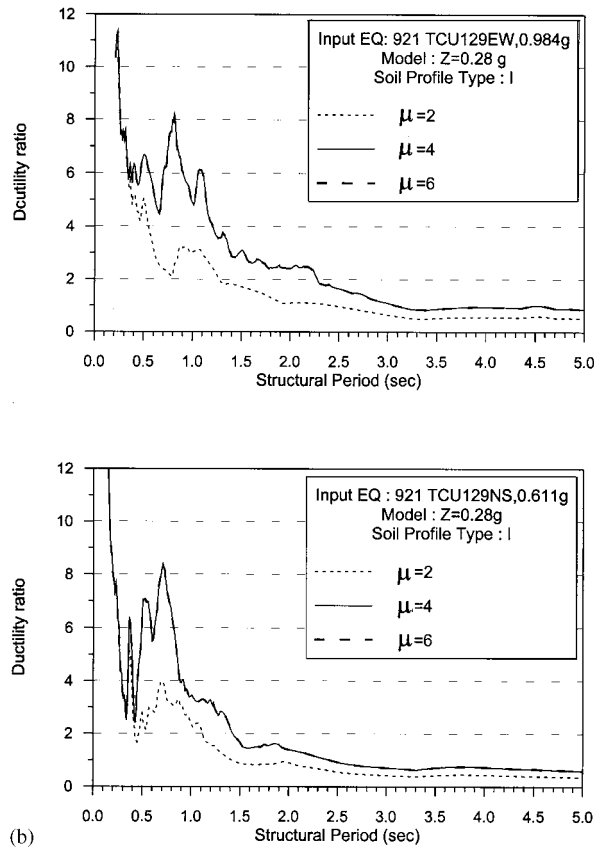 12
10
8
6
4
2
0
Dcutility ratio
Input EQ: 921 TCU129EW,0.984g
Model : Z=0.28 g
Soil Profile Type : I
μ=2
μ=4
μ=6
0.0 0.5 1.0 1.5 2.0 2.5 3.0 3.5 4.0 4.5 5.0
Structural Period (sec)
12
10
8
6
4
2
0
Ductility ratio
Input EQ : 921 TCU129NS,0.611g
Model : Z=0.28g
Soil Profile Type : I
μ=2
μ=4
μ=6
0.0 0.5 1.0 1.5 2.0 2.5 3.0 3.5 4.0 4.5 5.0
Structural Period (sec)
(b)